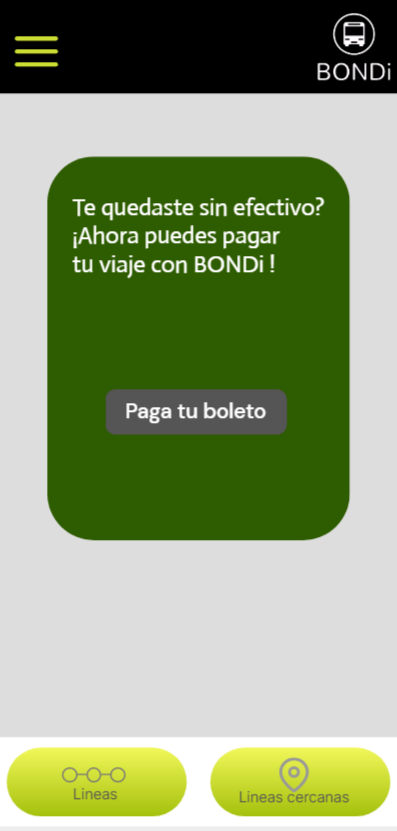 BONDi
Te quedaste sin efectivo?
¡Ahora puedes pagar
tu viaje con BONDi !
Paga tu boleto
Lineas
Lineas cercanas